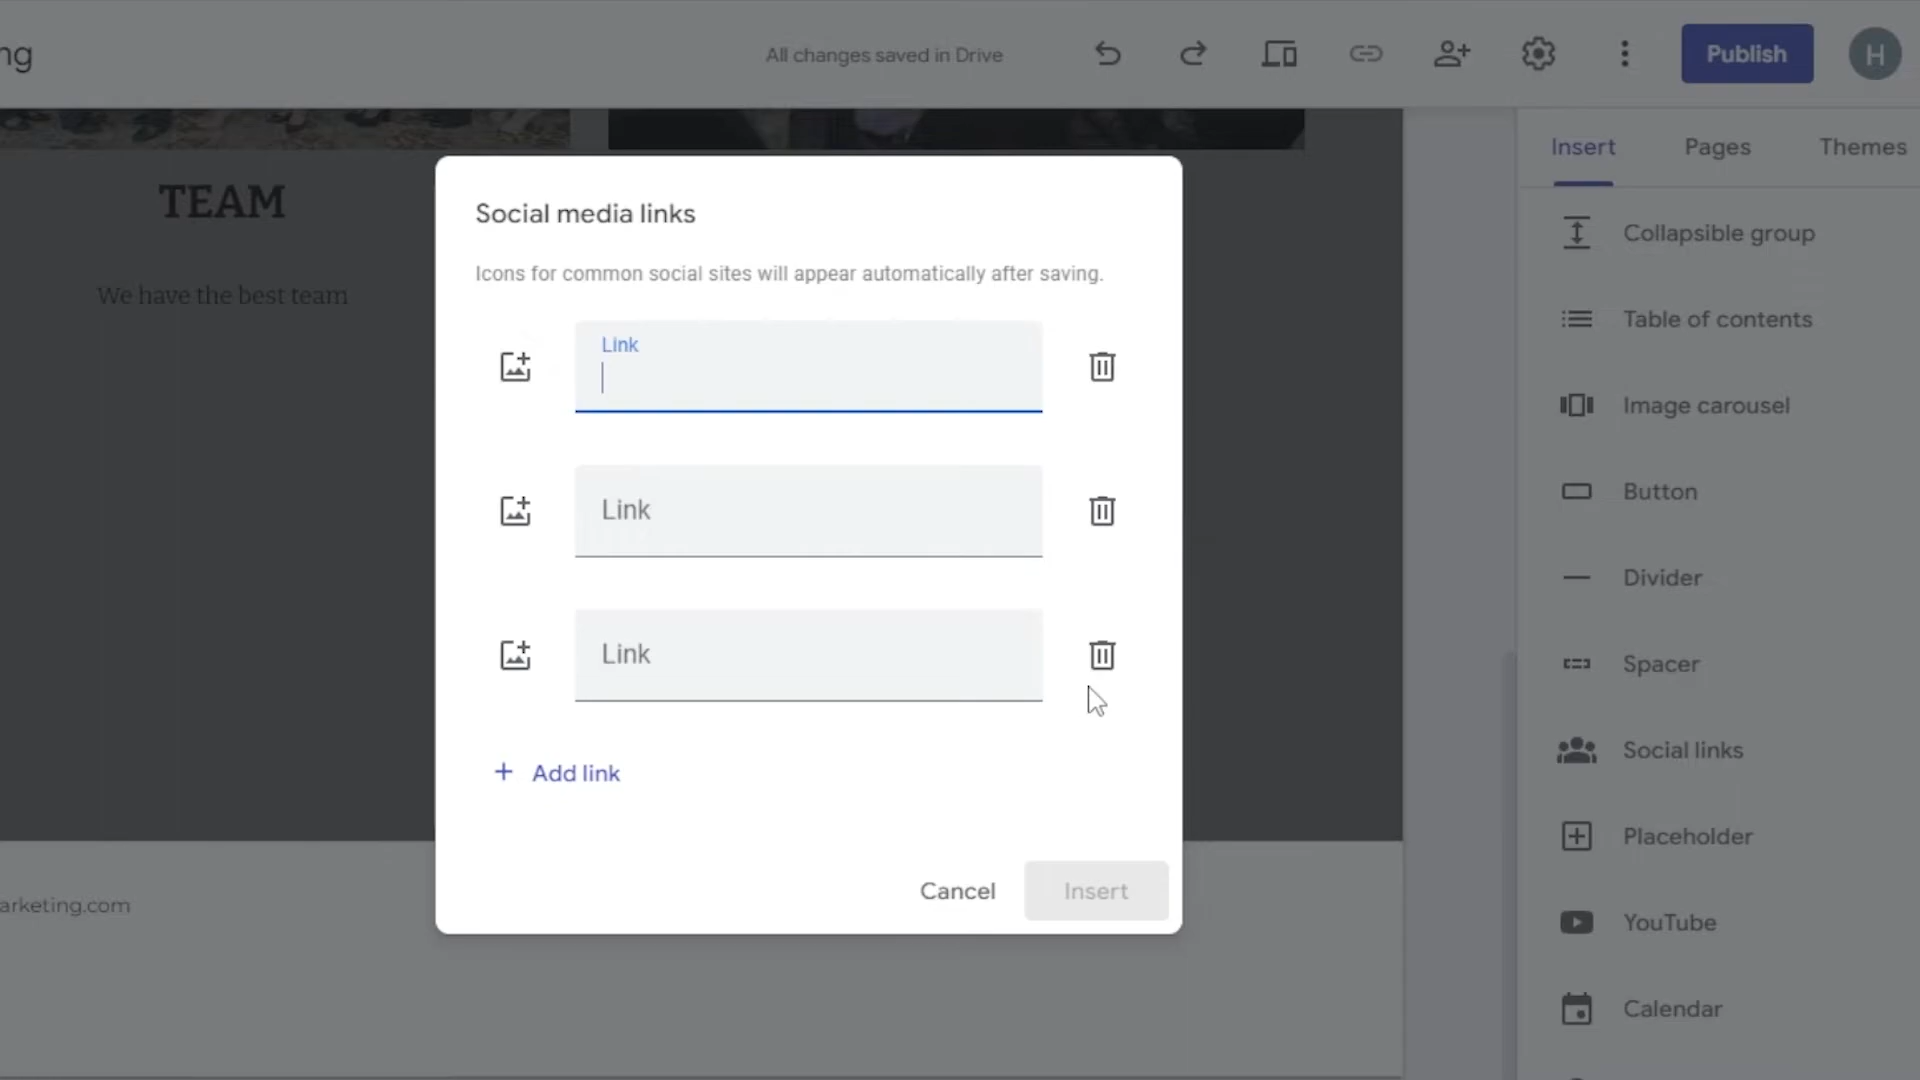 ng
All changes saved in Drive
Publish
H
Insert
Pages
Themes
TEAM
We have the best team
Social media links
Icons for common social sites will appear automatically after saving.
Link
Link
Link
+ Add link
Cancel
Insert
arketing.com
Collapsible group
Table of contents
Image carousel
Button
Divider
Spacer
Social links
Placeholder
YouTube
Calendar